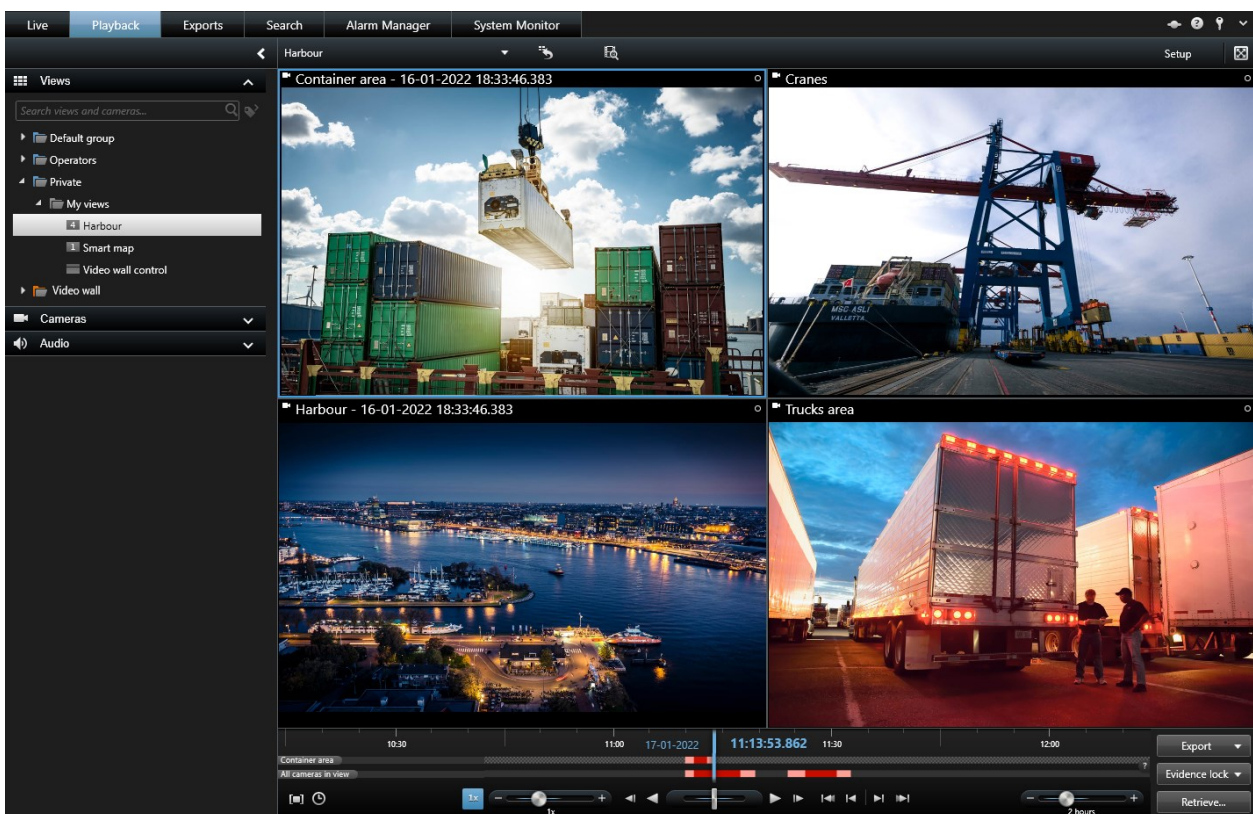 Live Playback Exports Search Alarm Manager System Monitor
Harbour Setup
Views
Search views and cameras...
Default group
Operators
Private
My views
4 Harbour
1 Smart map
Video wall control
Video wall
Cameras
Audio
Container area - 16-01-2022 18:33:46.383
Cranes
MSC ASLI
VALLETTA
Harbour - 16-01-2022 18:33:46.383
Trucks area
10:30 11:00 17-01-2022 11:13:53.862 11:30 12:00
Container area
All cameras in view
Export
Evidence lock
Retrieve...
1x
1x
2 hours